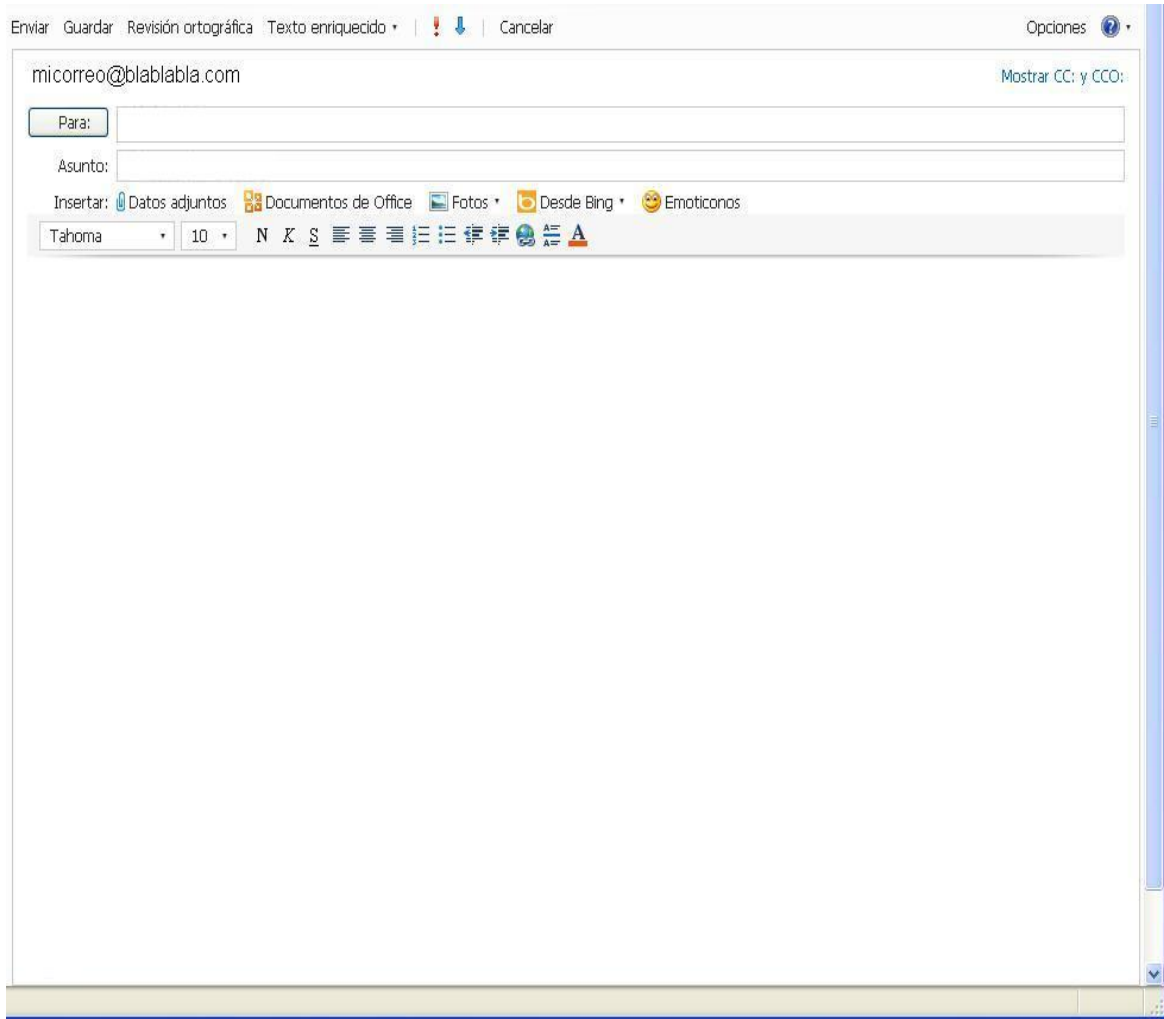 Enviar Guardar Revisión ortográfica Texto enriquecido Cancelar Opciones
micorreo@blablabla.com Mostrar CC: y CCO:
Para:
Asunto:
Insertar: Datos adjuntos Documentos de Office Fotos Desde Bing Emoticonos
Tahoma 10 N K S A